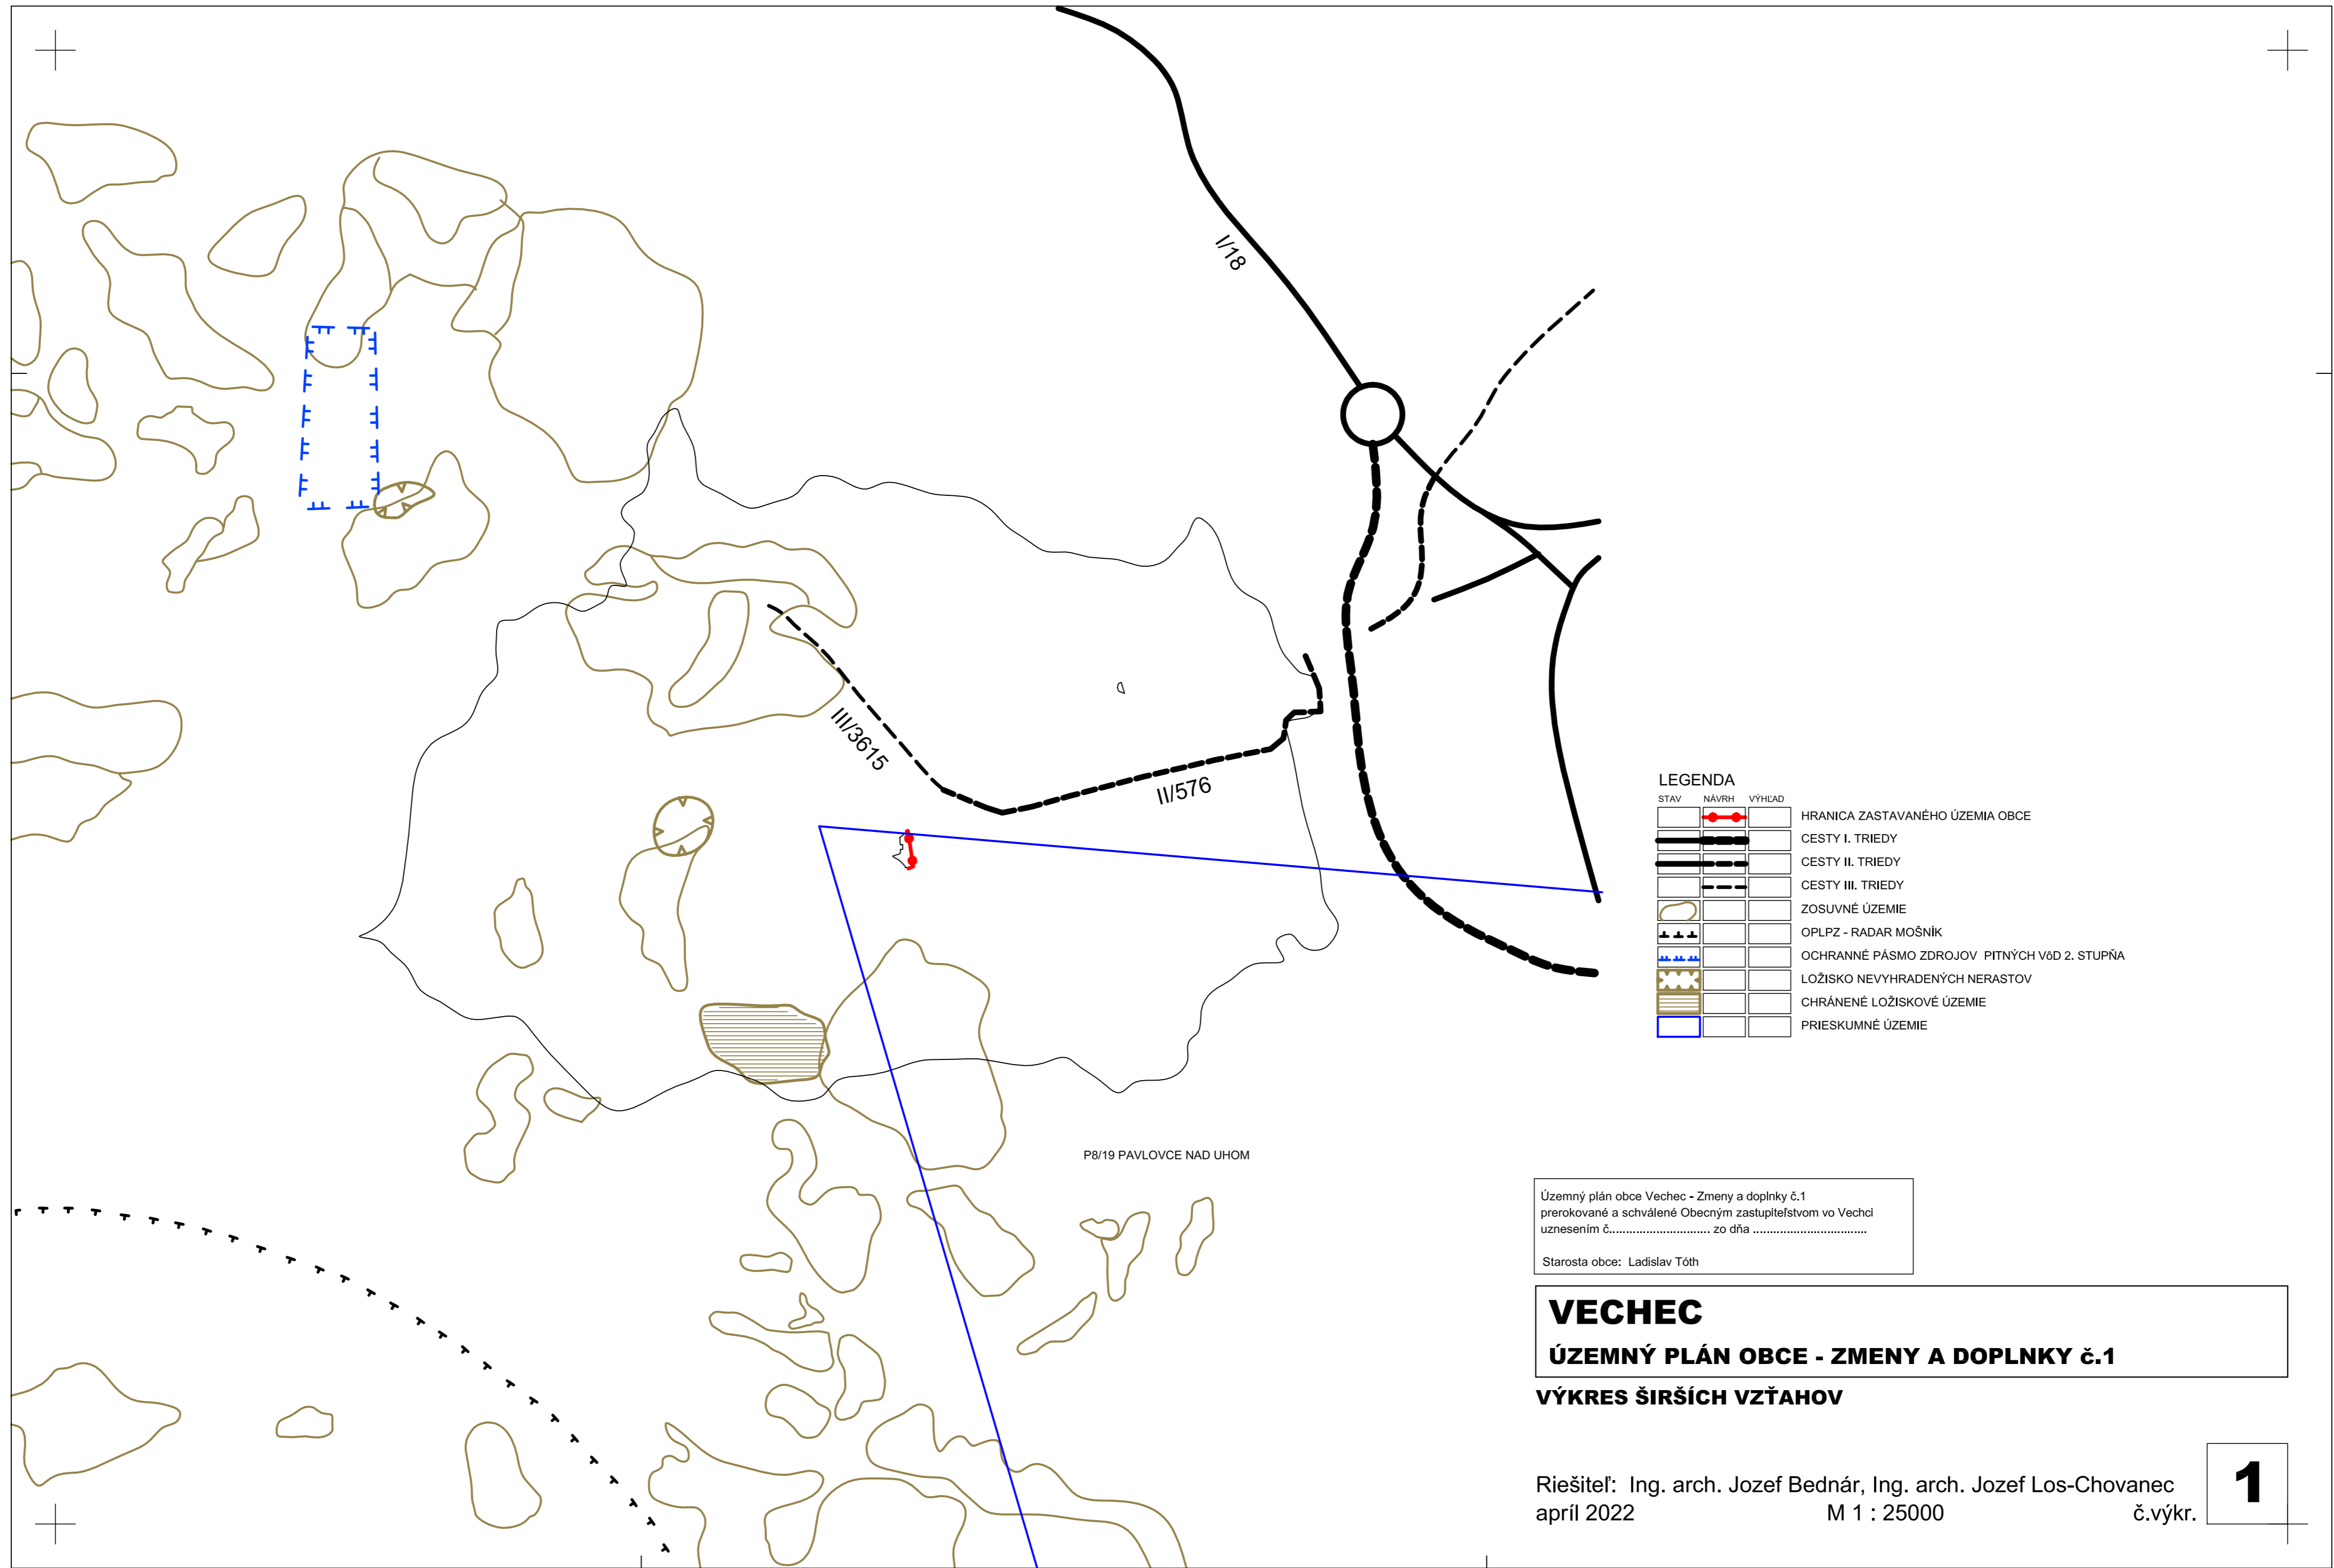 I/18
III/3615
II/576
LEGENDA
STAV NÁVRH VÝHĽAD
HRANICA ZASTAVANÉHO ÚZEMIA OBCE
CESTY I. TRIEDY
CESTY II. TRIEDY
CESTY III. TRIEDY
ZOSUVNÉ ÚZEMIE
OPLPZ - RADAR MOŠNÍK
OCHRANNÉ PÁSMO ZDROJOV PITNÝCH VôD 2. STUPŇA
LOŽISKO NEVYHRADENÝCH NERASTOV
CHRÁNENÉ LOŽISKOVÉ ÚZEMIE
PRIESKUMNÉ ÚZEMIE
P8/19 PAVLOVCE NAD UHOM
Územný plán obce Vechec - Zmeny a doplnky č.1
prerokované a schválené Obecným zastupiteľstvom vo Vechci
uznesením č.............................. zo dňa ..................................
Starosta obce: Ladislav Tóth
VECHEC
ÚZEMNÝ PLÁN OBCE - ZMENY A DOPLNKY č.1
VÝKRES ŠIRŠÍCH VZŤAHOV
Riešiteľ: Ing. arch. Jozef Bednár, Ing. arch. Jozef Los-Chovanec
apríl 2022 M 1 : 25000 č.výkr.
1